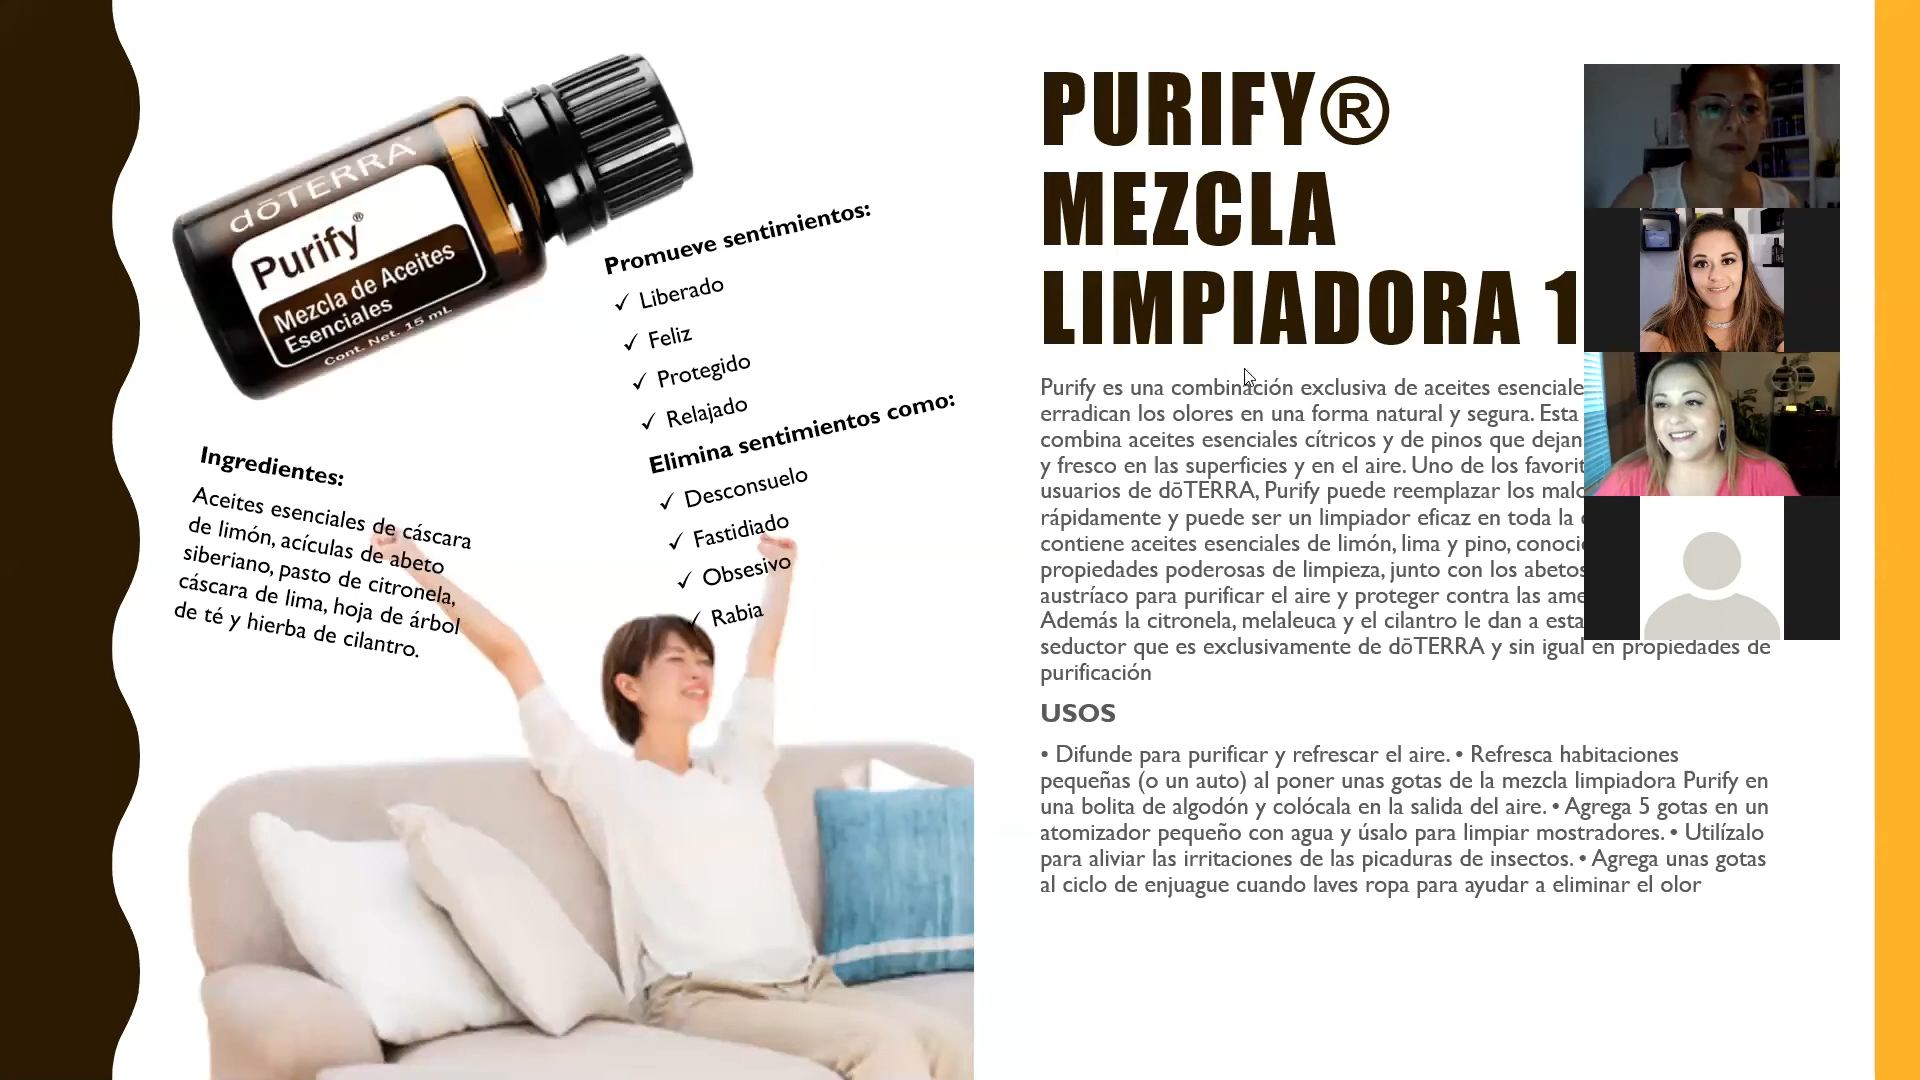 dōTERRA
Purify®
Mezcla de Aceites
Esenciales
Cont. Net. 15 mL
Promueve sentimientos:
✓ Liberado
✓ Feliz
✓ Protegido
✓ Relajado
Elimina sentimientos como:
✓ Desconsuelo
✓ Fastidiado
✓ Obsesivo
✓ Rabia
Ingredientes:
Aceites esenciales de cáscara
de limón, acículas de abeto
siberiano, pasto de citronela,
cáscara de lima, hoja de árbol
de té y hierba de cilantro.
PURIFY®
MEZCLA
LIMPIADORA 1
Purify es una combinación exclusiva de aceites esenciale
erradican los olores en una forma natural y segura. Esta
combina aceites esenciales cítricos y de pinos que dejan
y fresco en las superficies y en el aire. Uno de los favorit
usuarios de dōTERRA, Purify puede reemplazar los malo
rápidamente y puede ser un limpiador eficaz en toda la
contiene aceites esenciales de limón, lima y pino, conoci
propiedades poderosas de limpieza, junto con los abetos
austríaco para purificar el aire y proteger contra las ame
Además la citronela, melaleuca y el cilantro le dan a esta
seductor que es exclusivamente de dōTERRA y sin igual en propiedades de
purificación
USOS
• Difunde para purificar y refrescar el aire. • Refresca habitaciones
pequeñas (o un auto) al poner unas gotas de la mezcla limpiadora Purify en
una bolita de algodón y colócala en la salida del aire. • Agrega 5 gotas en un
atomizador pequeño con agua y úsalo para limpiar mostradores. • Utilízalo
para aliviar las irritaciones de las picaduras de insectos. • Agrega unas gotas
al ciclo de enjuague cuando laves ropa para ayudar a eliminar el olor